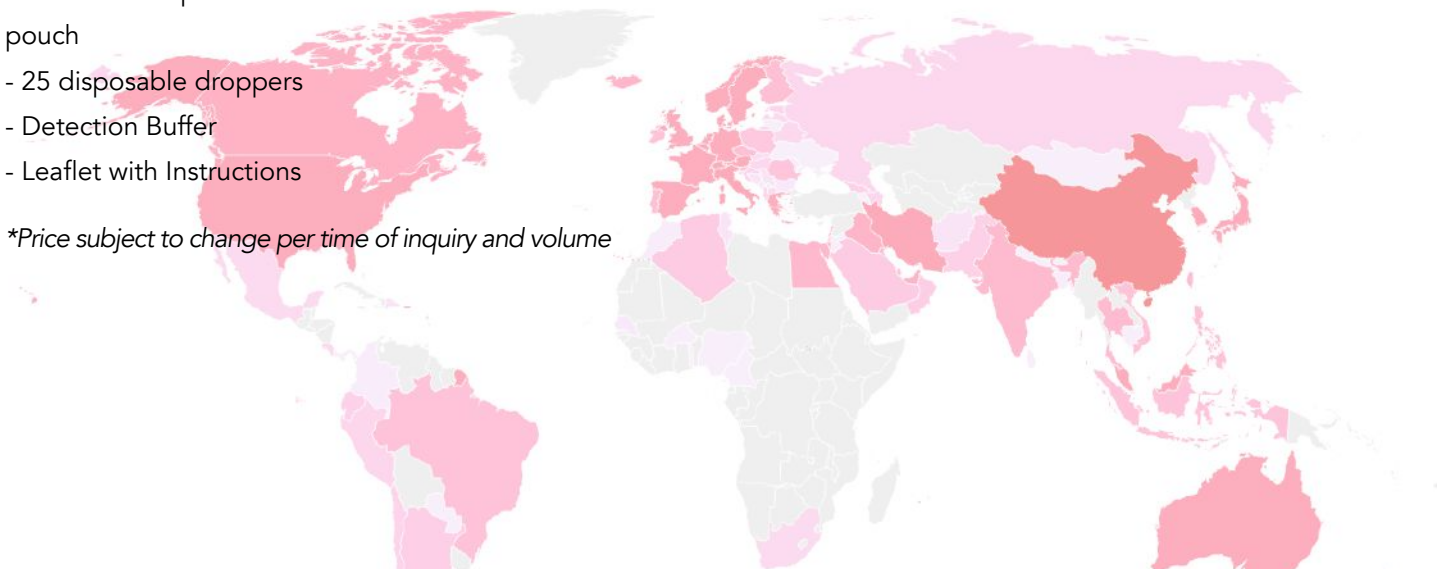 pouch
- 25 disposable droppers
- Detection Buffer
- Leaflet with Instructions
*Price subject to change per time of inquiry and volume